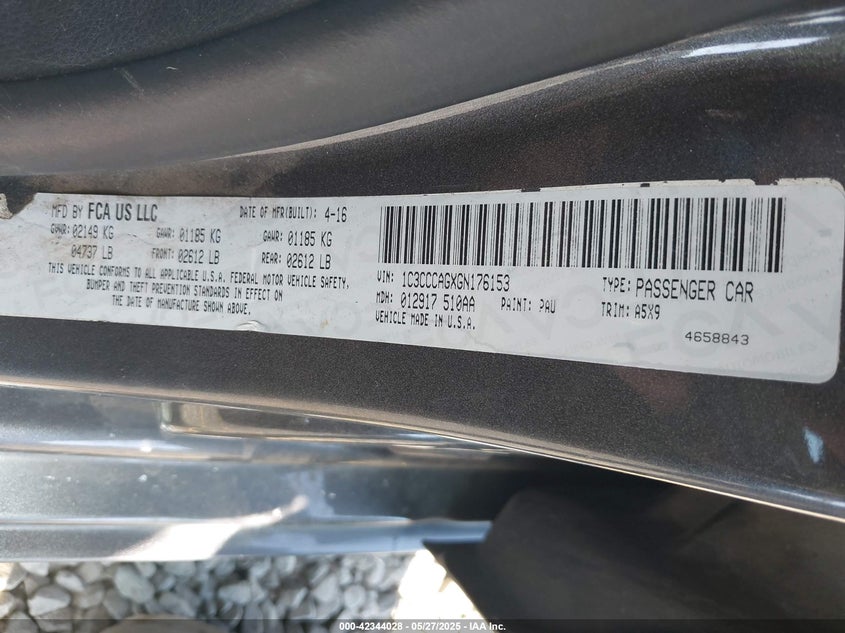 MFD BY FCA US LLC DATE OF MFR(BUILT): 4-16
GVWR: 02149 KG GAWR: 01185 KG GAWR: 01185 KG
04737 LB FRONT: 02612 LB REAR: 02612 LB
THIS VEHICLE CONFORMS TO ALL APPLICABLE U.S.A. FEDERAL MOTOR VEHICLE SAFETY,
BUMPER AND THEFT PREVENTION STANDARDS IN EFFECT ON
THE DATE OF MANUFACTURE SHOWN ABOVE.
VIN: 1C3CCCAGXGN176153 TYPE: PASSENGER CAR
MDH: 012917 510AA PAINT: PAU TRIM: A5X9
VEHICLE MADE IN U.S.A.
4658843
000-42344028 - 05/27/2025 - IAA Inc.